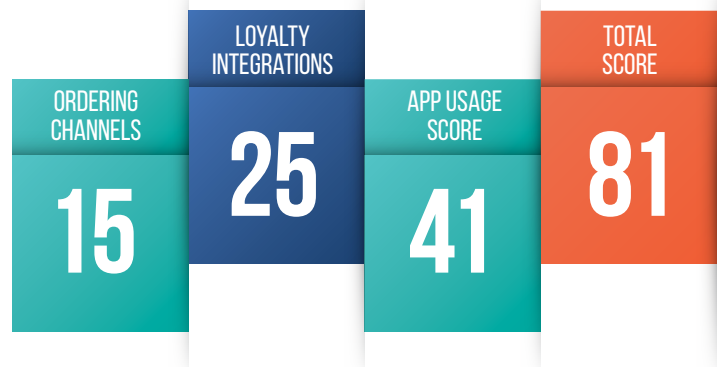 ORDERING
CHANNELS
15
LOYALTY
INTEGRATIONS
25
APP USAGE
SCORE
41
TOTAL
SCORE
81